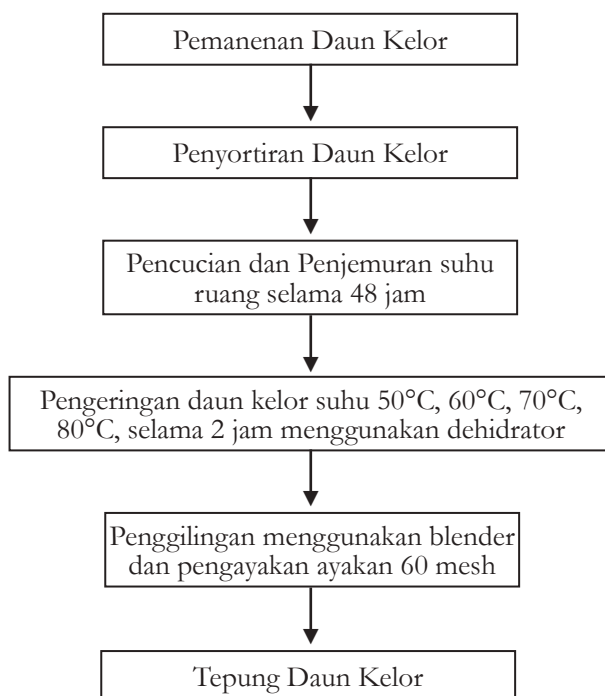 Pemanenan Daun Kelor
Penyortiran Daun Kelor
Pencucian dan Penjemuran suhu
ruang selama 48 jam
Pengeringan daun kelor suhu 50°C, 60°C, 70°C,
80°C, selama 2 jam menggunakan dehidrator
Penggilingan menggunakan blender
dan pengayakan ayakan 60 mesh
Tepung Daun Kelor